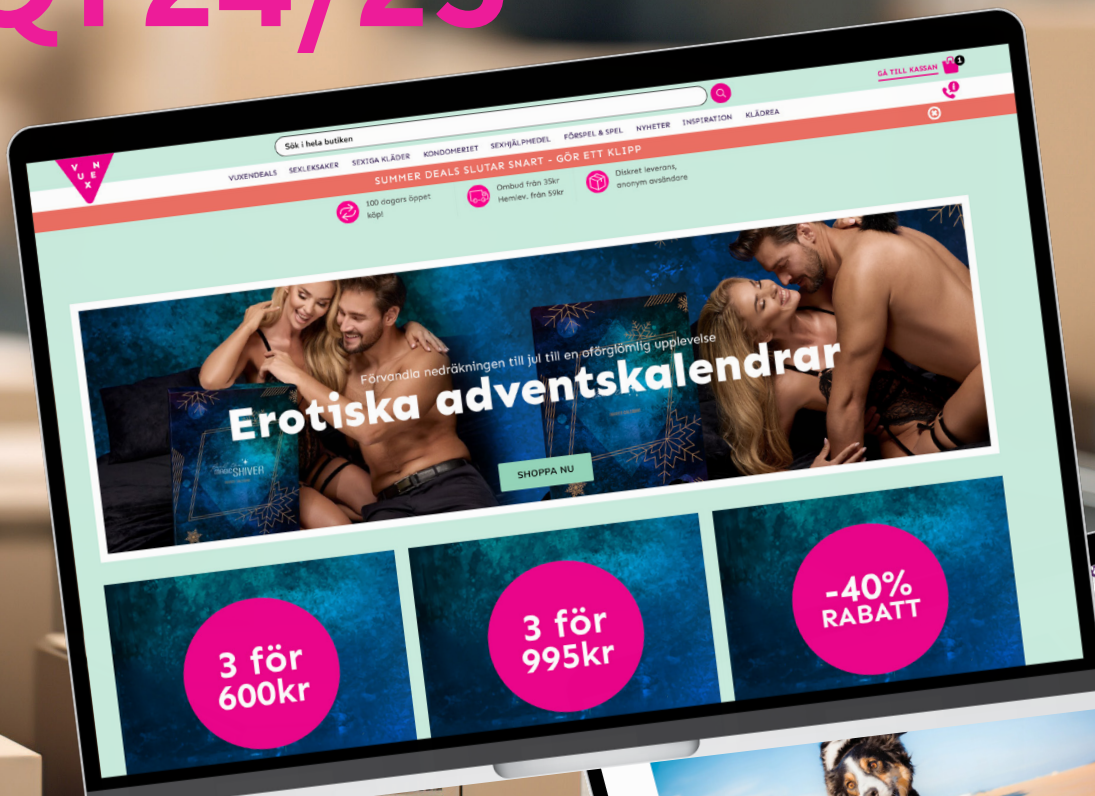 Q1 24/25
GÅ TILL KASSAN
1
Sök i hela butiken
VUXEN
VUXENDEALS SEXLEKSAKER SEXIGA KLÄDER KONDOMERIET SEXHJÄLPMEDEL FÖRSPEL & SPEL NYHETER INSPIRATION KLÄDREA
SUMMER DEALS SLUTAR SNART - GÖR ETT KLIPP
100 dagars öppet
köp!
Ombud från 35kr
Hemlev. från 59kr
Diskret leverans,
anonym avsändare
Förvandla nedräkningen till jul till en oförglömlig upplevelse
Erotiska adventskalendrar
SHIVER
SHOPPA NU
3 för
600kr
3 för
995kr
-40%
RABATT